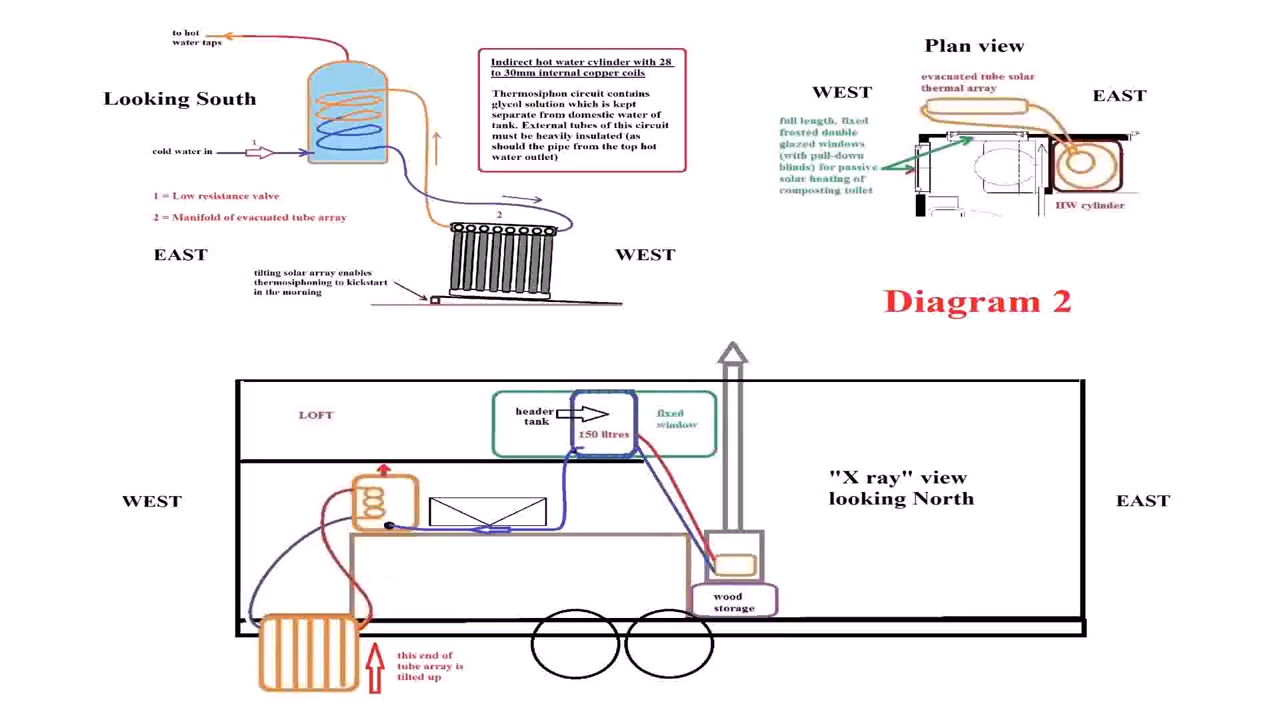 to hot
water taps
Looking South
cold water in
1
1 = Low resistance valve
2 = Manifold of evacuated tube array
EAST
WEST
2
tilting solar array enables
thermosiphoning to kickstart
in the morning
Indirect hot water cylinder with 28
to 30mm internal copper coils
Thermosiphon circuit contains
glycol solution which is kept
separate from domestic water of
tank. External tubes of this circuit
must be heavily insulated (as
should the pipe from the top hot
water outlet)
Plan view
evacuated tube solar
thermal array
WEST
EAST
full length, fixed
frosted double
glazed windows
(with pull-down
blinds) for passive
solar heating of
composting toilet
HW cylinder
Diagram 2
LOFT
header
tank
150 litres
fixed
window
"X ray" view
looking North
WEST
EAST
wood
storage
this end of
tube array is
tilted up